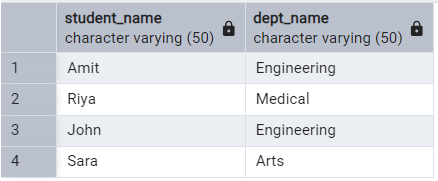 student_name dept_name
character varying (50) character varying (50)
1 Amit Engineering
2 Riya Medical
3 John Engineering
4 Sara Arts